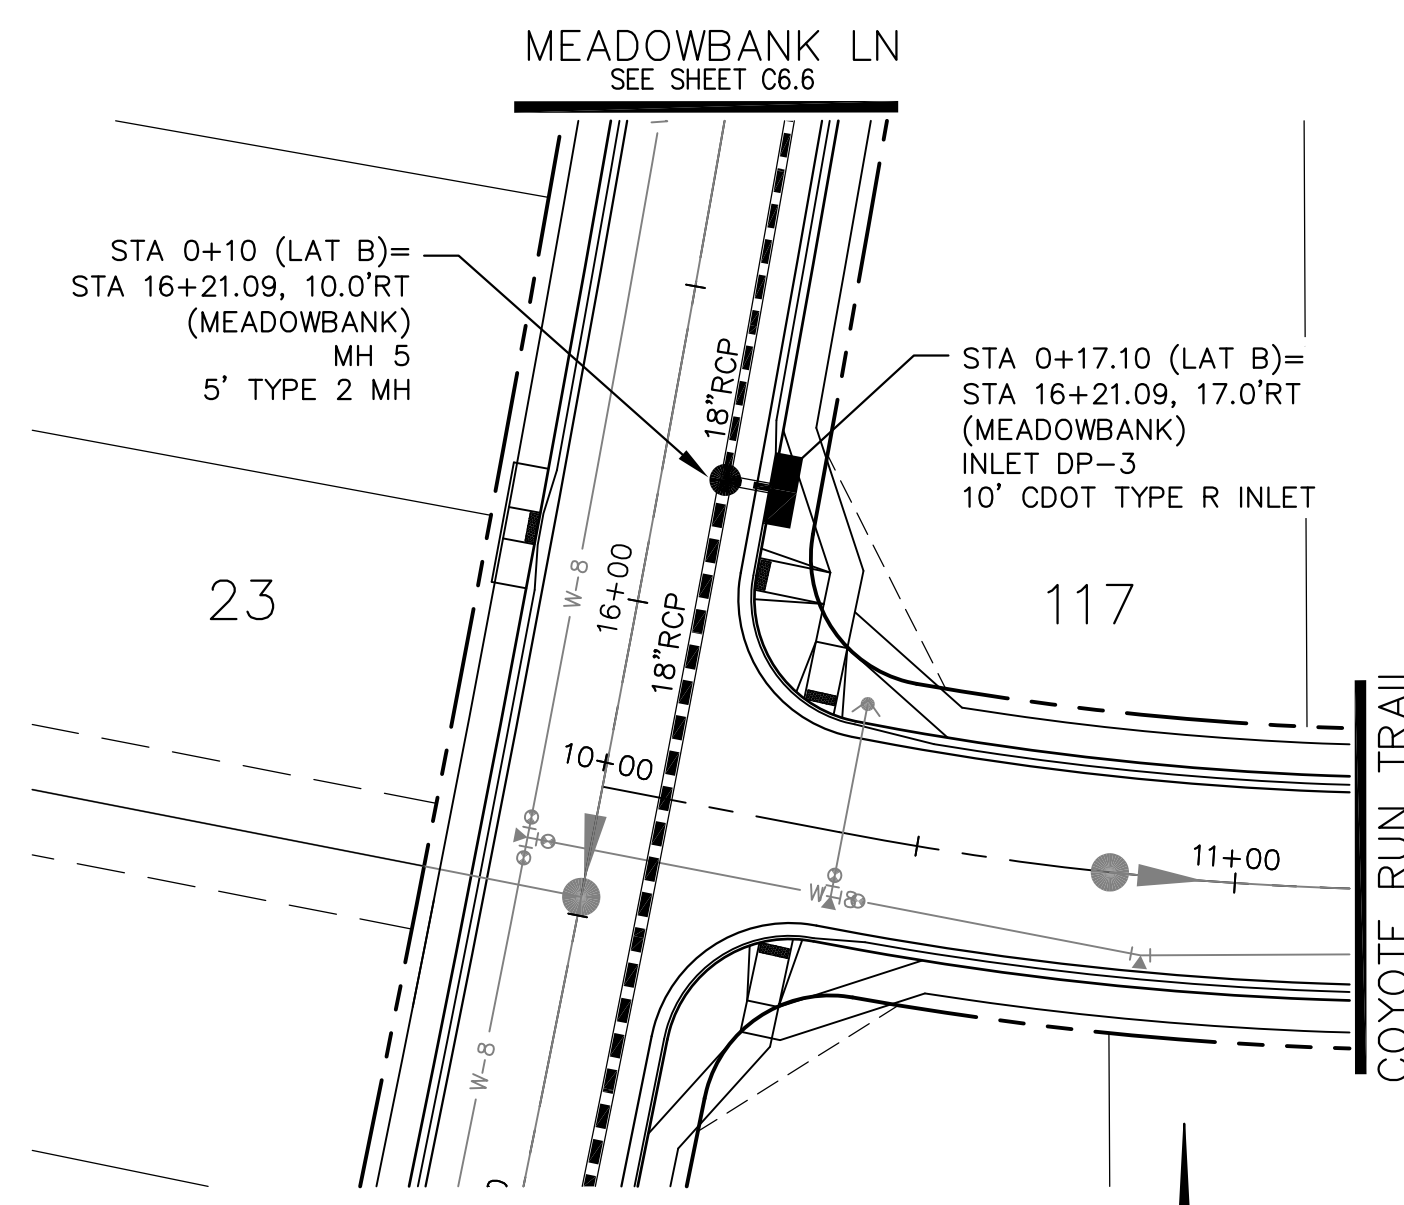 MEADOWBANK LN
SEE SHEET C6.6
STA 0+10 (LAT B)=
STA 16+21.09, 10.0'RT
(MEADOWBANK)
MH 5
5' TYPE 2 MH
18"RCP
STA 0+17.10 (LAT B)=
STA 16+21.09, 17.0'RT
(MEADOWBANK)
INLET DP-3
10' CDOT TYPE R INLET
23
W-8
16+00
18"RCP
117
10+00
11+00
W-8
W-8
COYOTE RUN TRAIL